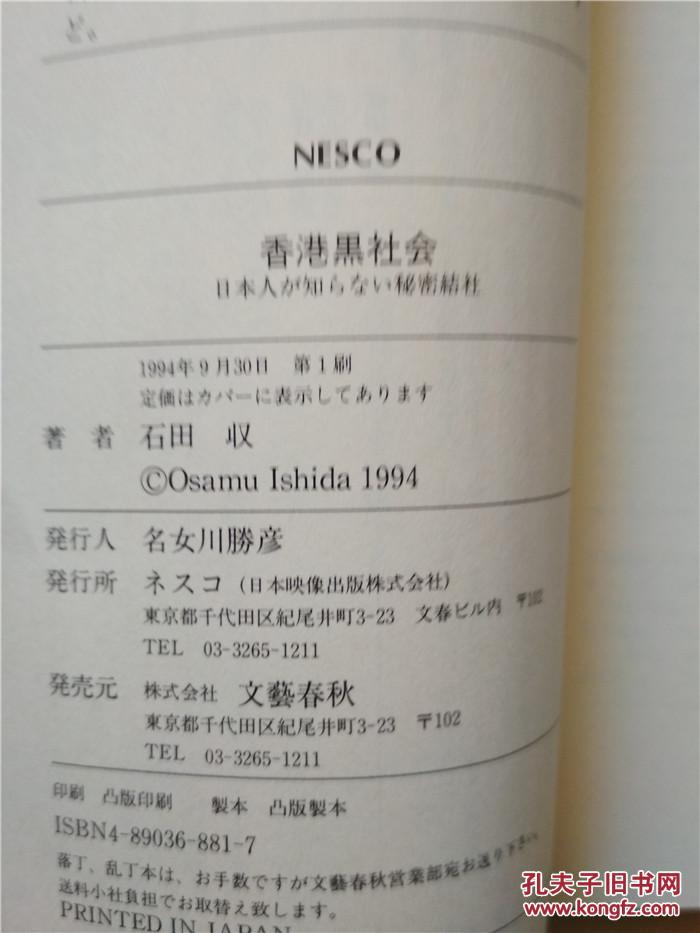 NESCO
香港黒社会
日本人が知らない秘密結社
1994年9月30日 第1刷
定価はカバーに表示してあります
著者 石田 収
©Osamu Ishida 1994
発行人 名女川勝彦
発行所 ネスコ(日本映像出版株式会社)
東京都千代田区紀尾井町3-23 文春ビル内 〒102
TEL 03-3265-1211
発売元 株式会社 文藝春秋
東京都千代田区紀尾井町3-23 〒102
TEL 03-3265-1211
印刷 凸版印刷 製本 凸版製本
ISBN4-89036-881-7
落丁、乱丁本は、お手数ですが文藝春秋営業部宛お送り下さい。
送料小社負担でお取替え致します。
PRINTED IN JAPAN
孔夫子旧书网
www.kongfz.com